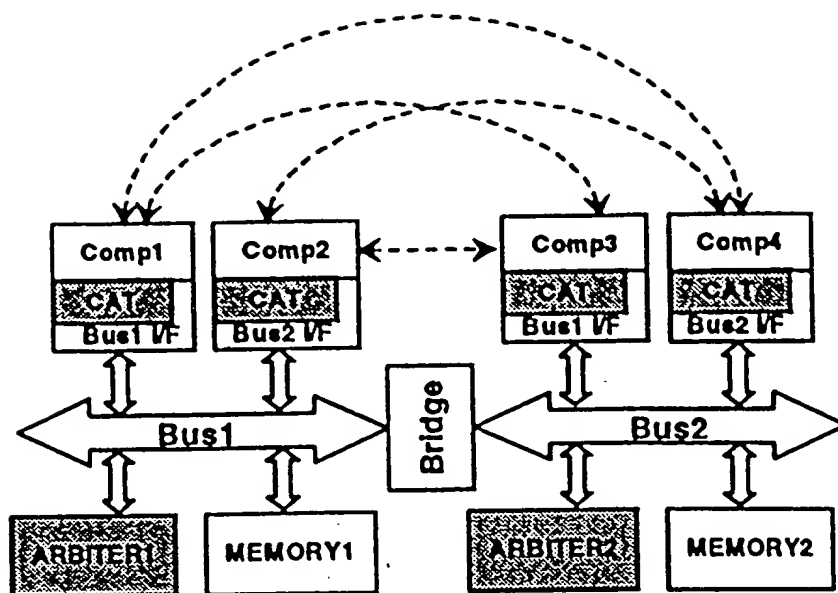 Comp1
CAT
Bus1 I/F
Comp2
CAT
Bus2 I/F
Comp3
CAT
Bus1 I/F
Comp4
CAT
Bus2 I/F
Bus1
Bridge
Bus2
ARBITER1
MEMORY1
ARBITER2
MEMORY2